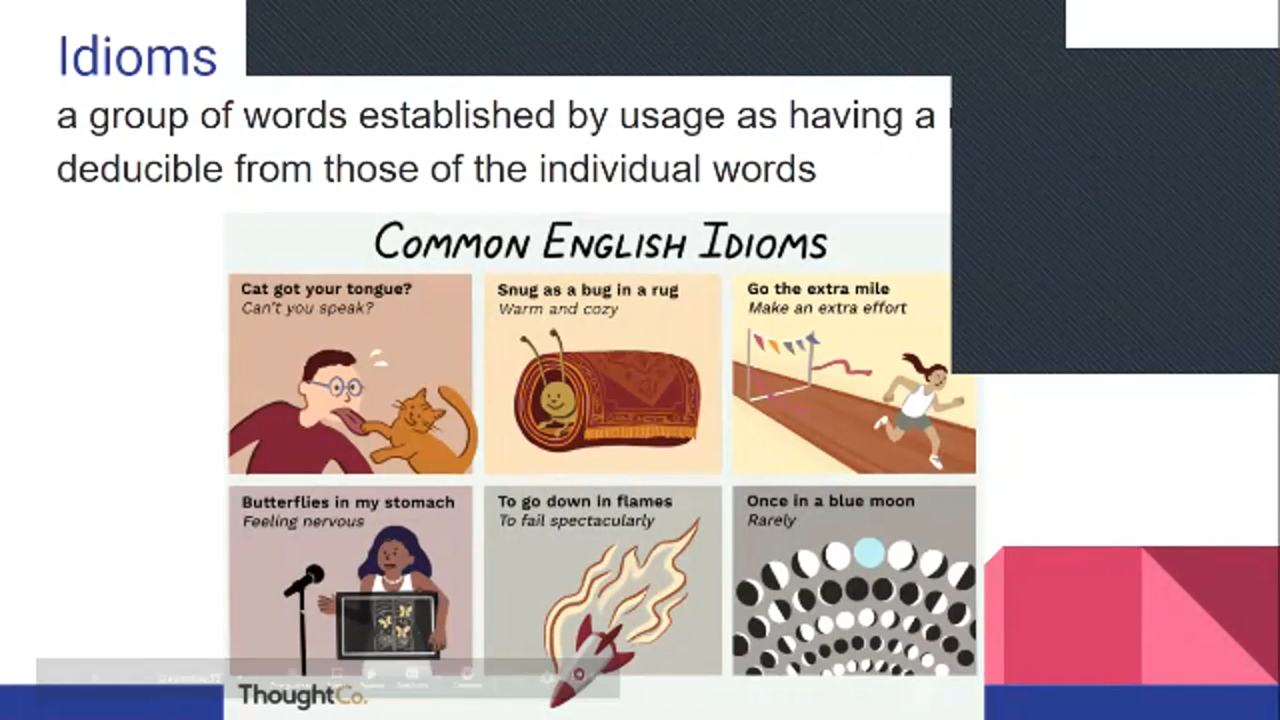 Idioms
a group of words established by usage as having a
deducible from those of the individual words
COMMON ENGLISH IDIOMS
Cat got your tongue?
Can't you speak?
Snug as a bug in a rug
Warm and cozy
Go the extra mile
Make an extra effort
Butterflies in my stomach
Feeling nervous
To go down in flames
To fail spectacularly
Once in a blue moon
Rarely
ThoughtCo.